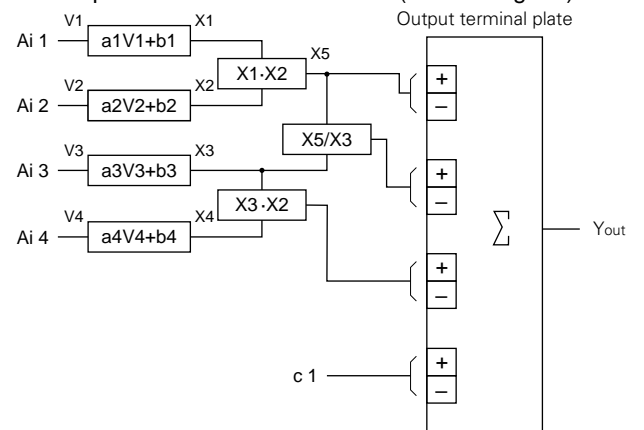 Output terminal plate
V1
X1
Ai 1
a1V1+b1
X5
X1·X2
V2
X2
Ai 2
a2V2+b2
+
–
X5/X3
V3
X3
Ai 3
a3V3+b3
+
–
X3·X2
V4
X4
Ai 4
a4V4+b4
Σ
Yout
+
–
c 1
+
–